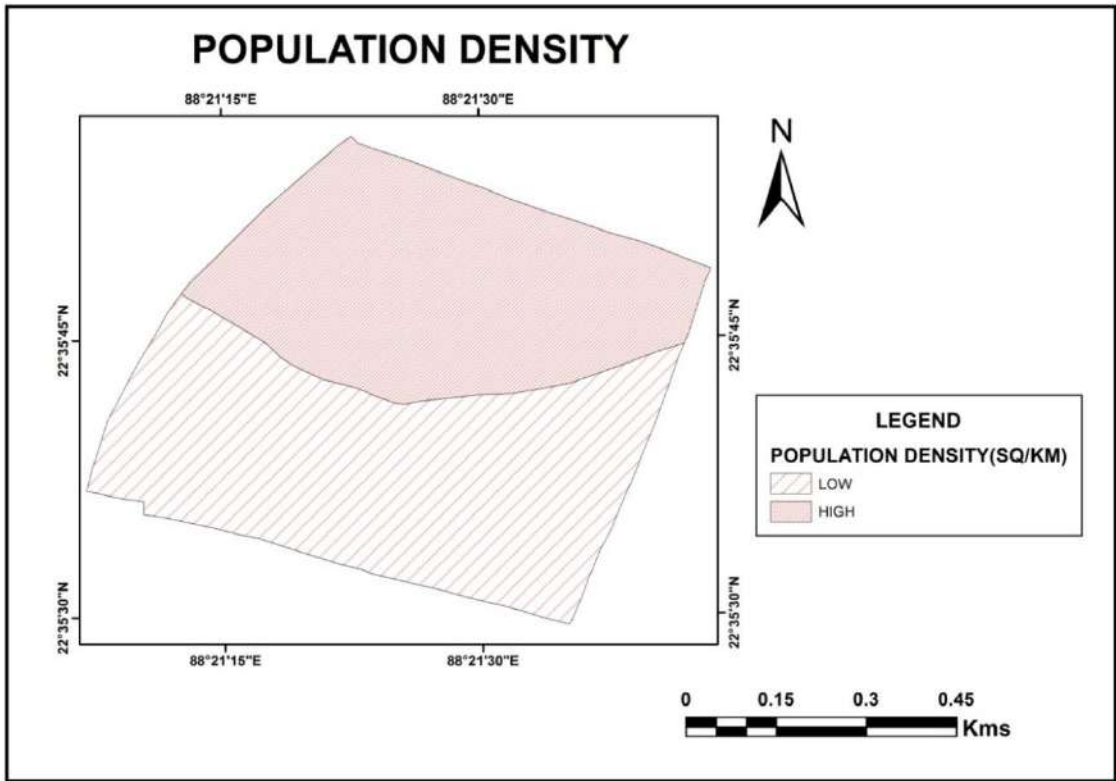 POPULATION DENSITY
88°21'15"E
88°21'30"E
N
22°35'45"N
22°35'45"N
LEGEND
POPULATION DENSITY(SQ/KM)
LOW
HIGH
22°35'30"N
22°35'30"N
88°21'15"E
88°21'30"E
0 0.15 0.3 0.45
Kms